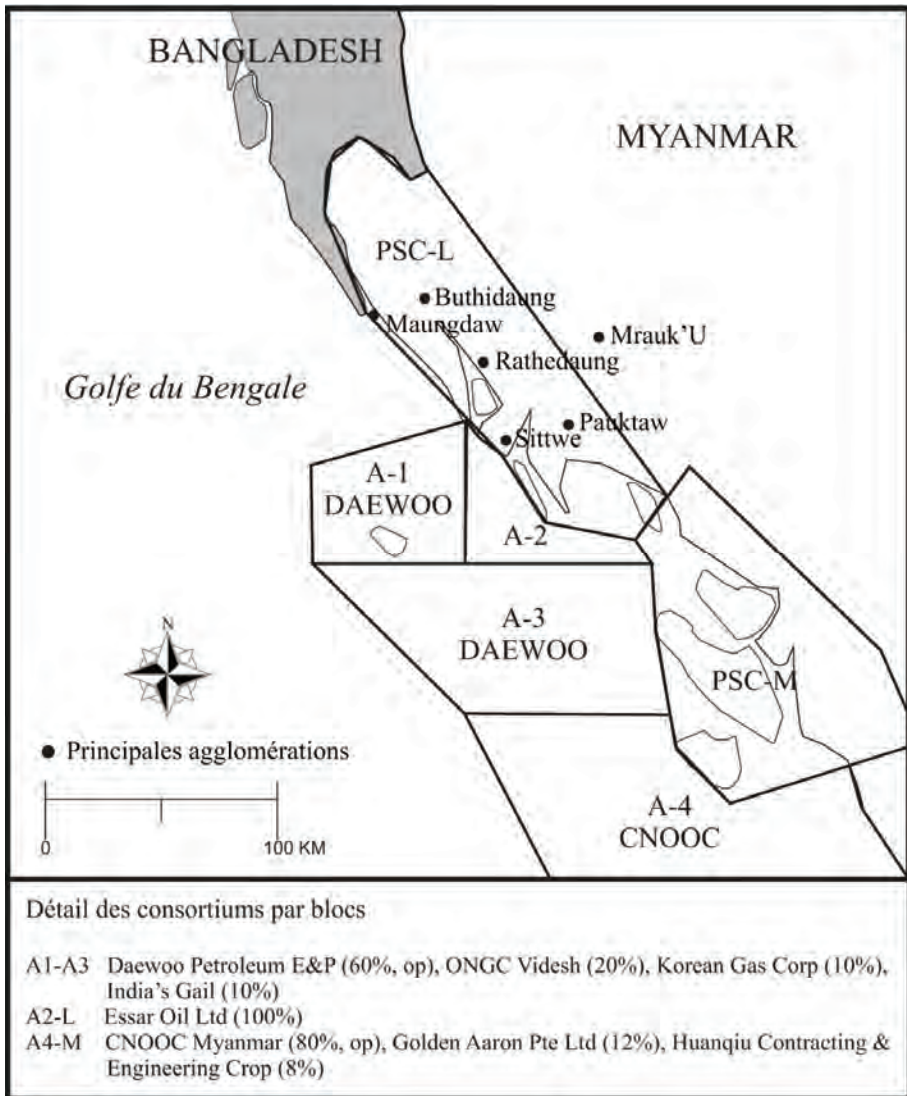 BANGLADESH
MYANMAR
PSC-L
Buthidaung
Maungdaw
Mrauk'U
Rathedaung
Golfe du Bengale
Pauktaw
Sittwe
A-1
DAEWOO
A-2
A-3
DAEWOO
N
PSC-M
Principales agglomérations
A-4
CNOOC
0
100 KM
Détail des consortiums par blocs
A1-A3 Daewoo Petroleum E&P (60%, op), ONGC Videsh (20%), Korean Gas Corp (10%),
India's Gail (10%)
A2-L Essar Oil Ltd (100%)
A4-M CNOOC Myanmar (80%, op), Golden Aaron Pte Ltd (12%), Huanqiu Contracting &
Engineering Crop (8%)